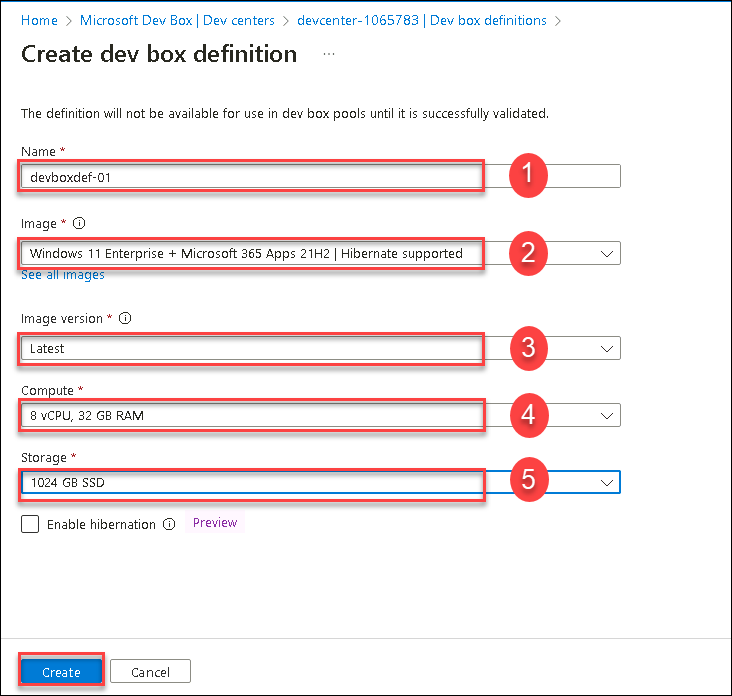 Home > Microsoft Dev Box | Dev centers > devcenter-1065783 | Dev box definitions >
Create dev box definition ...
The definition will not be available for use in dev box pools until it is successfully validated.
Name *
devboxdef-01 1
Image *
Windows 11 Enterprise + Microsoft 365 Apps 21H2 | Hibernate supported 2
See all images
Image version *
Latest 3
Compute *
8 vCPU, 32 GB RAM 4
Storage *
1024 GB SSD 5
Enable hibernation Preview
Create Cancel